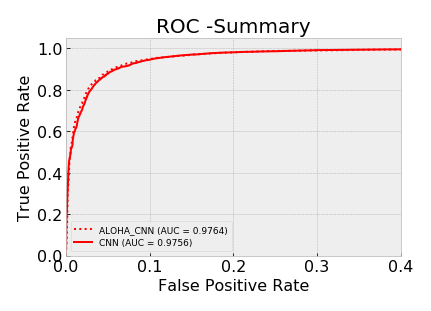 ROC -Summary
1.0
0.8
0.6
0.4
0.2
0.0
True Positive Rate
ALOHA_CNN (AUC = 0.9764)
CNN (AUC = 0.9756)
0.0 0.1 0.2 0.3 0.4
False Positive Rate